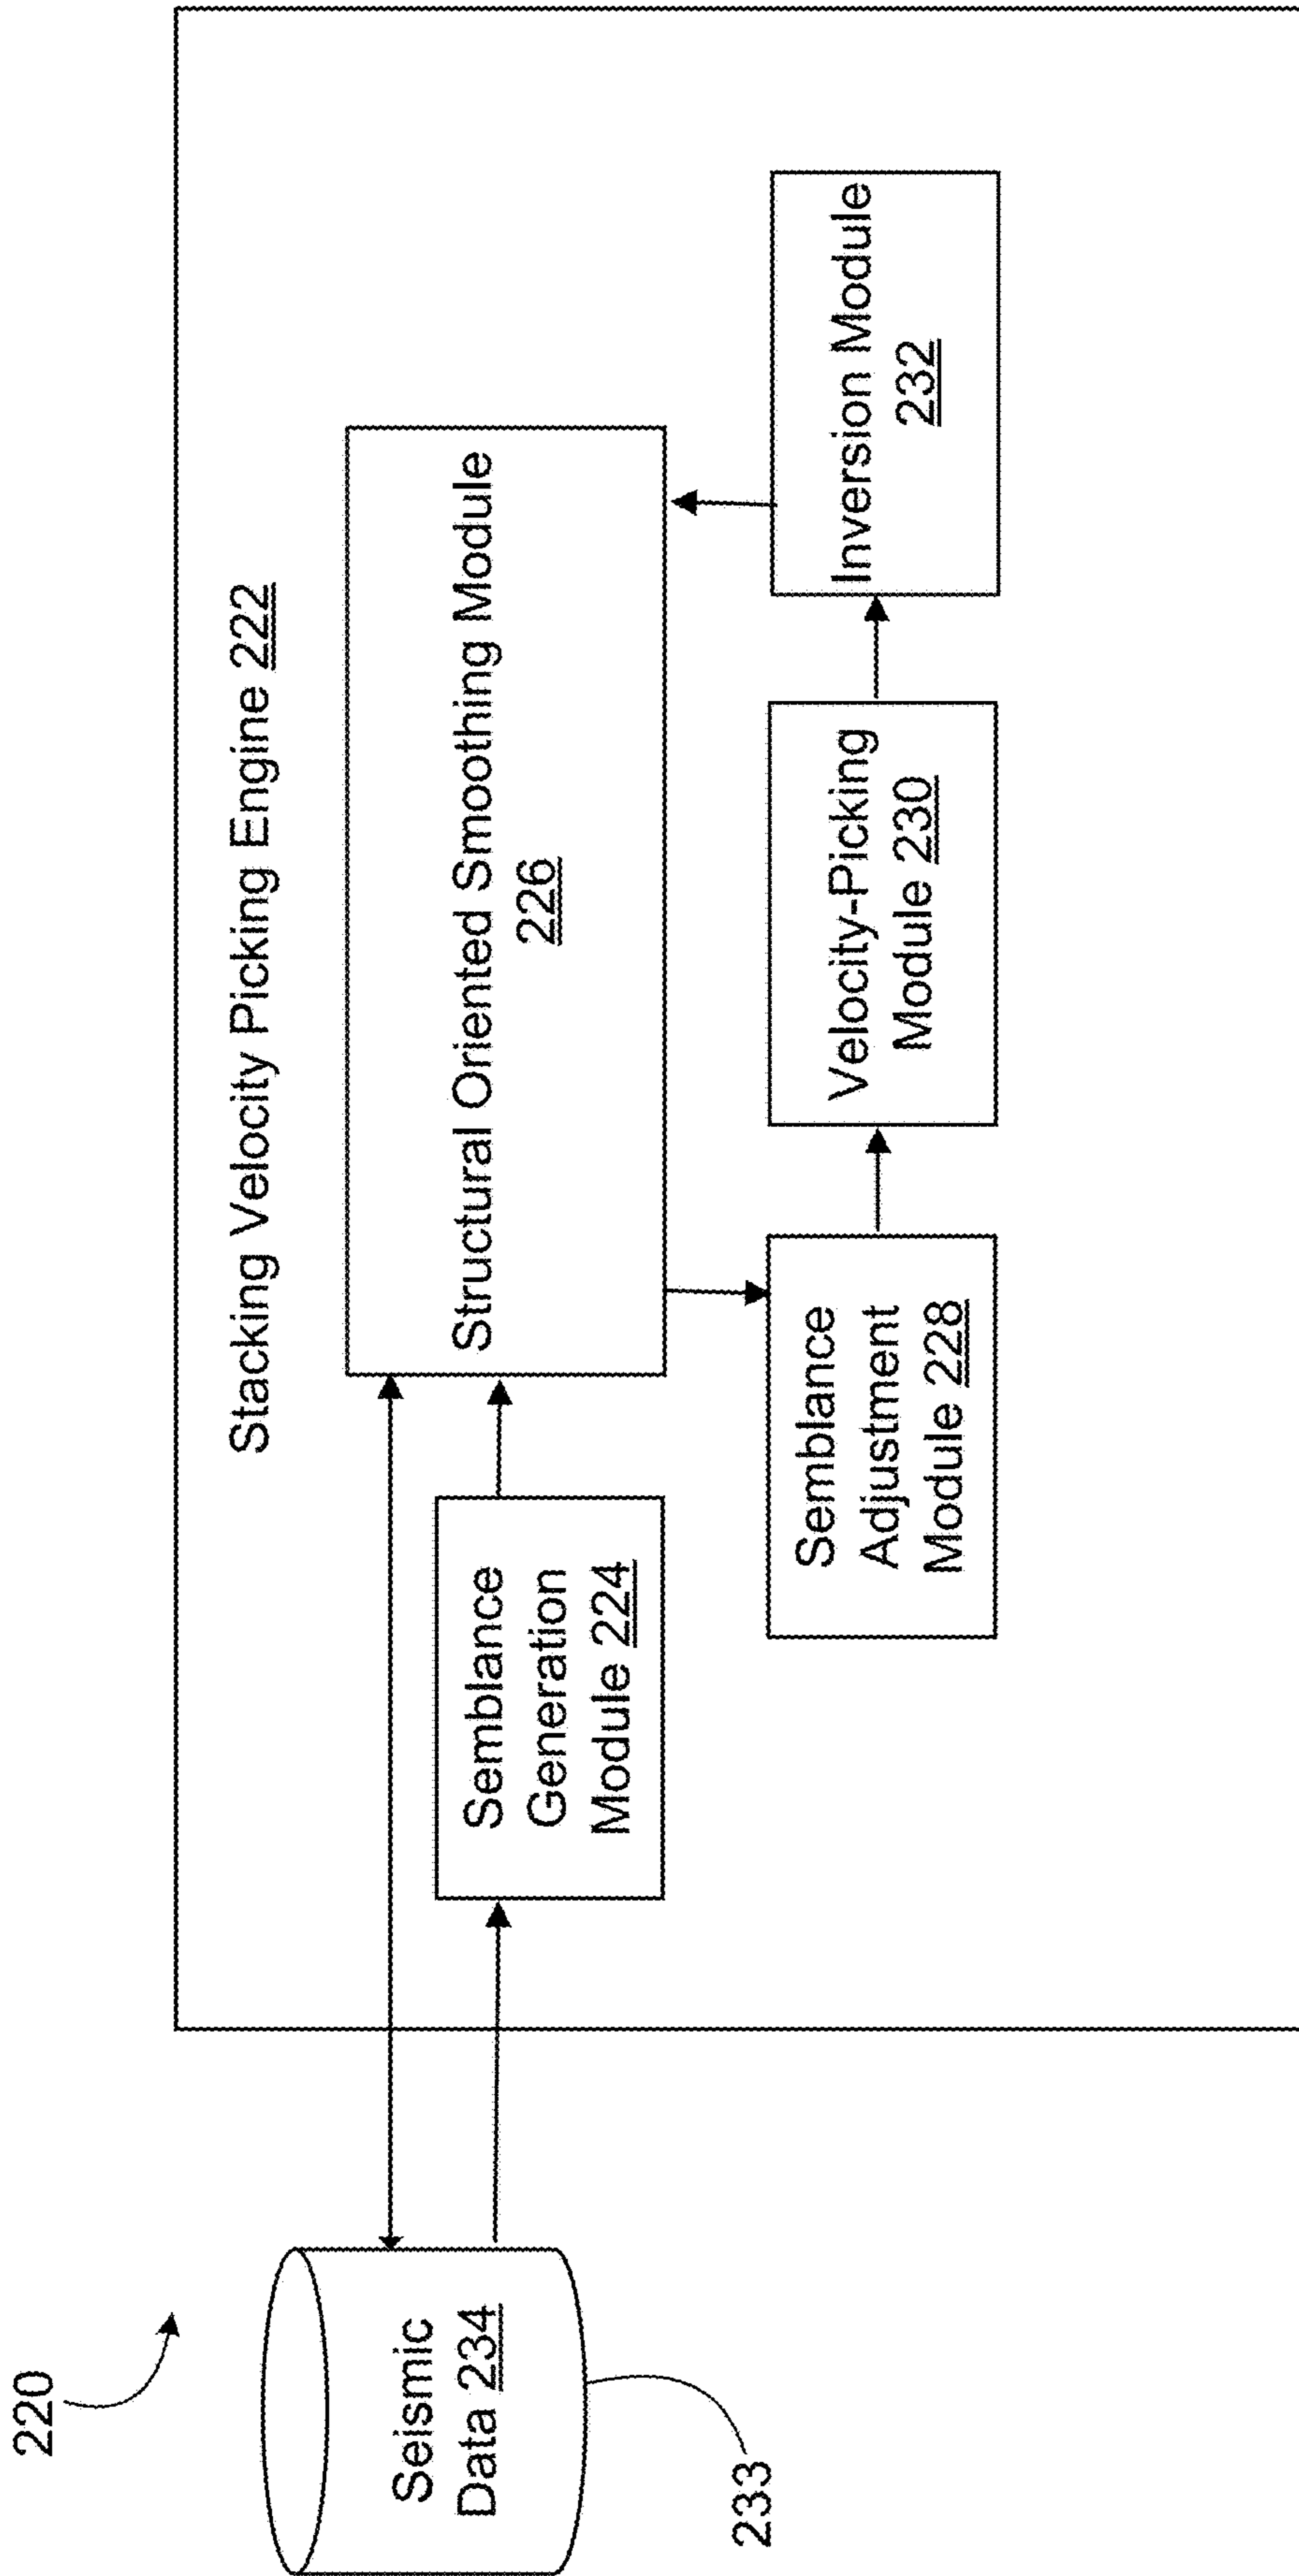 220
Stacking Velocity Picking Engine 222
Seismic
Data 234
233
Semblance
Generation
Module 224
Structural Oriented Smoothing Module
226
Semblance
Adjustment
Module 228
Velocity-Picking
Module 230
Inversion Module
232